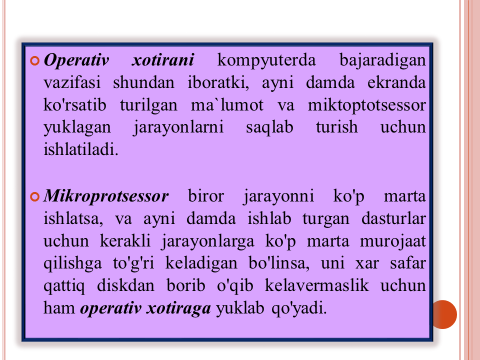 Operativ xotirani kompyuterda bajaradigan
vazifasi shundan iboratki, ayni damda ekranda
ko'rsatib turilgan ma`lumot va miktoptotsessor
yuklagan jarayonlarni saqlab turish uchun
ishlatiladi.
Mikroprotsessor biror jarayonni ko'p marta
ishlatsa, va ayni damda ishlab turgan dasturlar
uchun kerakli jarayonlarga ko'p marta murojaat
qilishga to'g'ri keladigan bo'linsa, uni xar safar
qattiq diskdan borib o'qib kelavermaslik uchun
ham operativ xotiraga yuklab qo'yadi.